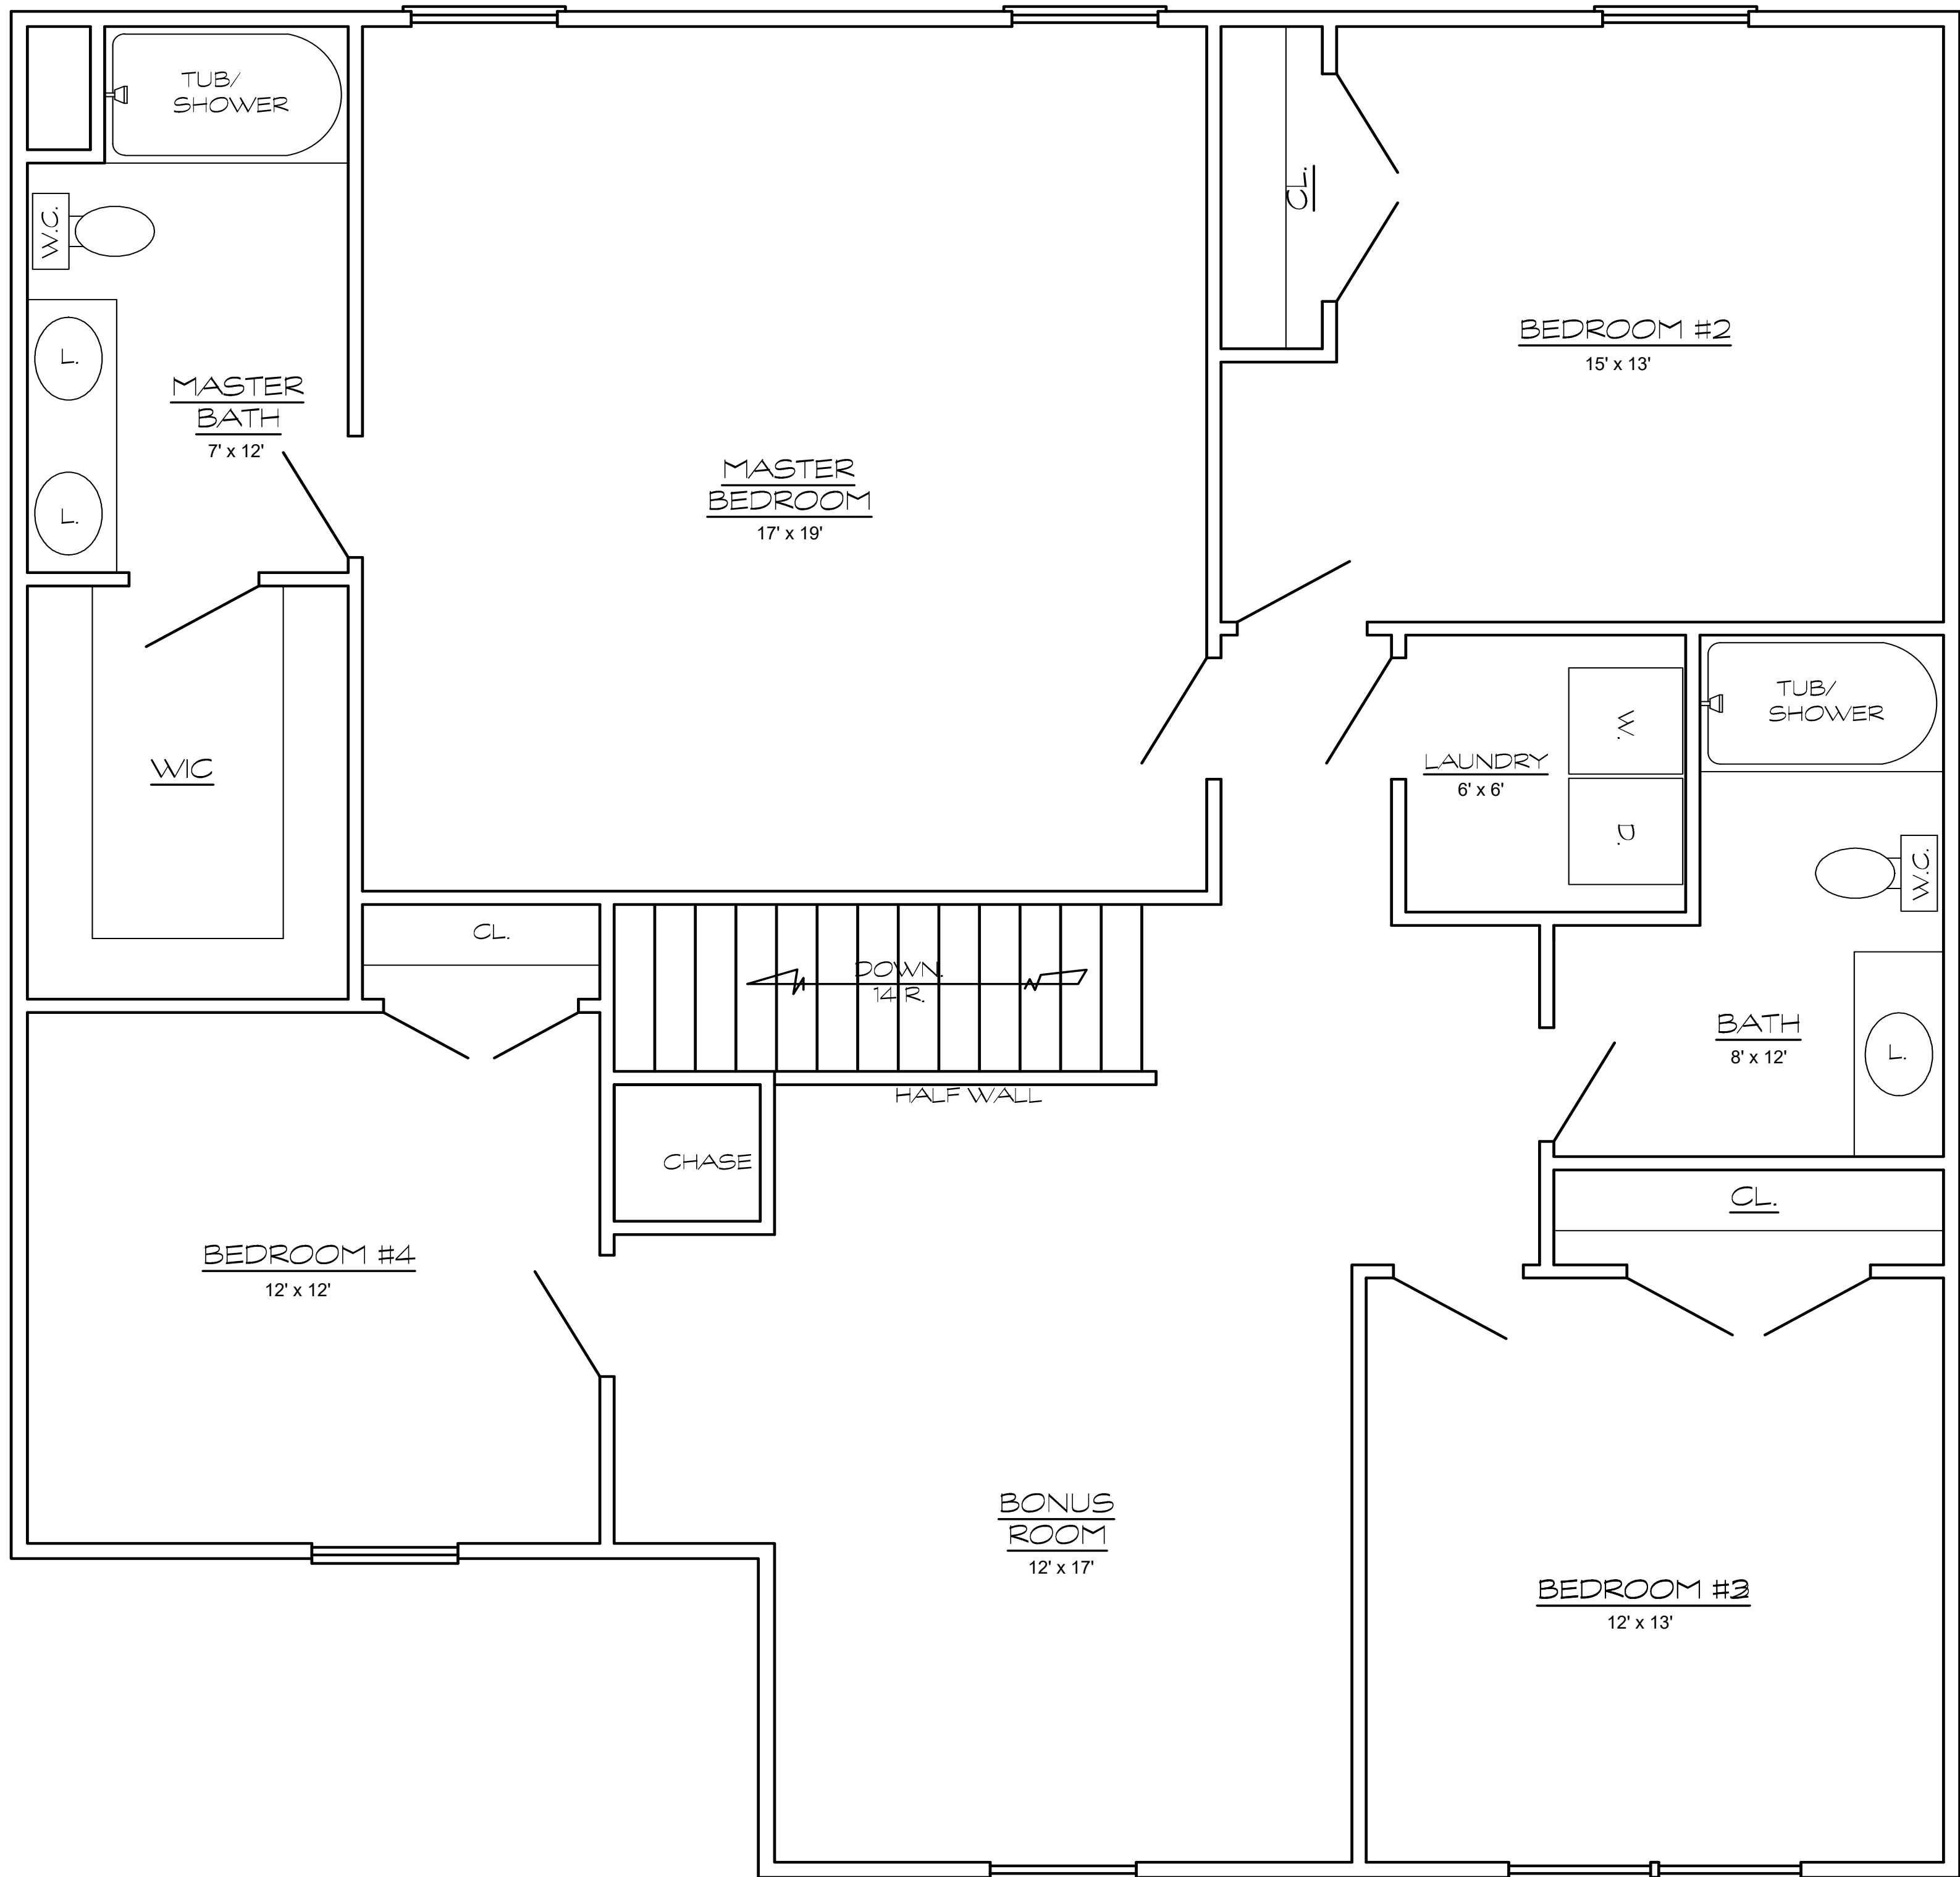 TUB/
SHOWER
W.C.
L.
L.
MASTER
BATH
7' x 12'
MASTER
BEDROOM
17' x 19'
CL.
BEDROOM #2
15' x 13'
WIC
LAUNDRY
6' x 6'
W.
D.
TUB/
SHOWER
W.C.
BATH
8' x 12'
L.
CL.
DOWN.
14 R.
HALF WALL
CHASE
CL.
BEDROOM #4
12' x 12'
BONUS
ROOM
12' x 17'
BEDROOM #3
12' x 13'